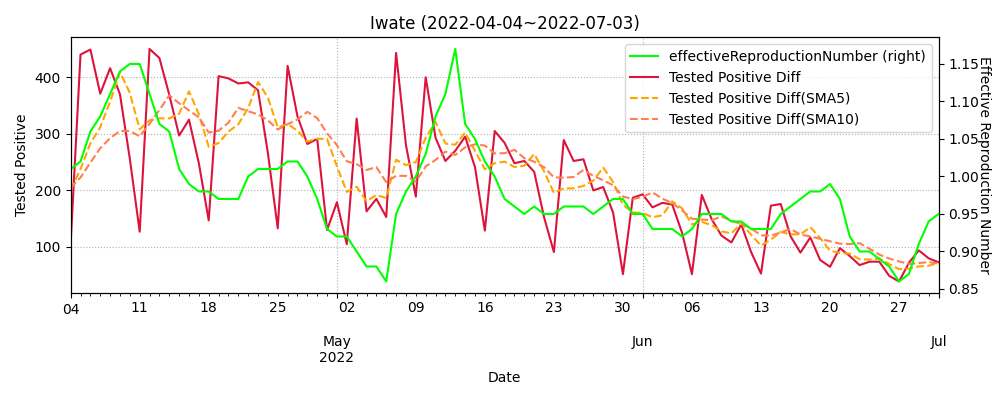 Iwate (2022-04-04~2022-07-03)
effectiveReproductionNumber (right)
Tested Positive Diff
Tested Positive Diff(SMA5)
Tested Positive Diff(SMA10)
Tested Positive
400
300
200
100
1.15
1.10
1.05
1.00
0.95
0.90
0.85
Effective Reproduction Number
04 11 18 25 02 09 16 23 30 06 13 20 27
May Jun Jul
2022
Date